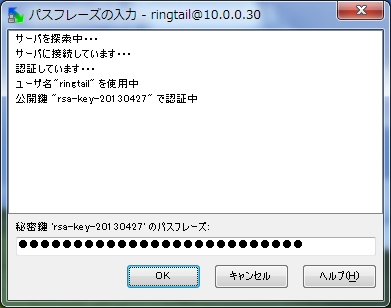 パスフレーズの入力 - ringtail@10.0.0.30
サーバを探索中・・・
サーバに接続しています・・・
認証しています・・・
ユーザ名"ringtail" を使用中
公開鍵 "rsa-key-20130427" で認証中
秘密鍵 'rsa-key-20130427' のパスフレーズ:
●●●●●●●●●●●●●●●●●●●●●●●●●●
OK キャンセル ヘルプ(H)